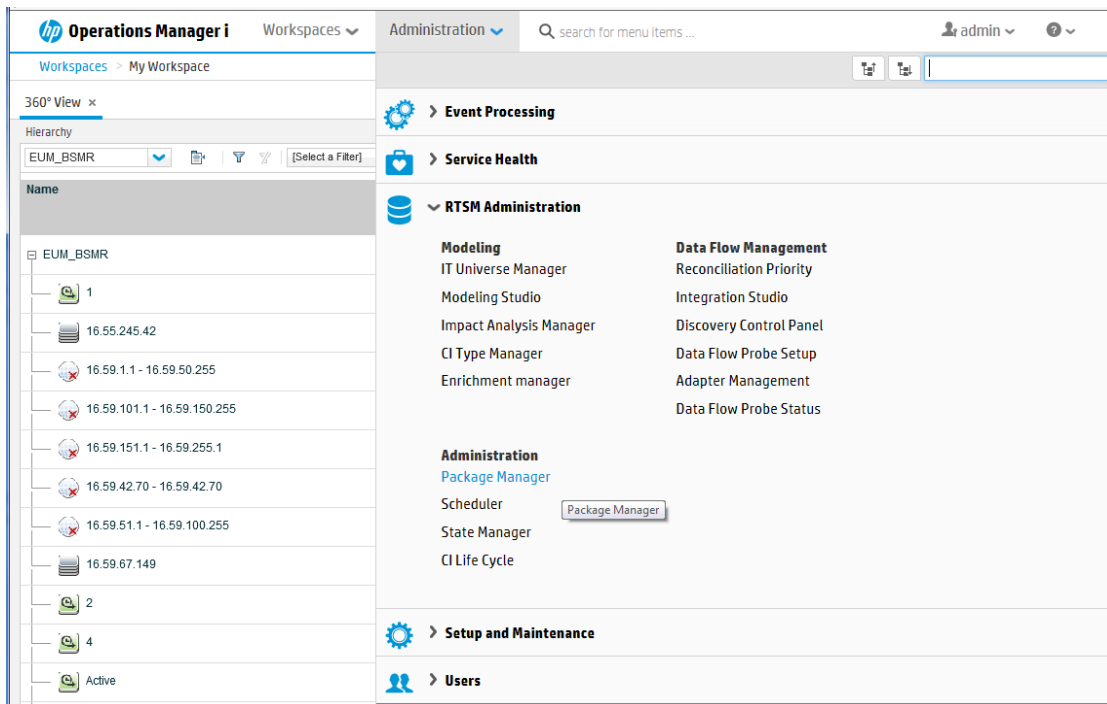 hp Operations Manager i Workspaces Administration search for menu items ... admin ?
Workspaces > My Workspace
360° View ×
Hierarchy
EUM_BSMR [Select a Filter]
Name
EUM_BSMR
1
16.55.245.42
16.59.1.1 - 16.59.50.255
16.59.101.1 - 16.59.150.255
16.59.151.1 - 16.59.255.1
16.59.42.70 - 16.59.42.70
16.59.51.1 - 16.59.100.255
16.59.67.149
2
4
Active
Event Processing
Service Health
RTSM Administration
Modeling
IT Universe Manager
Modeling Studio
Impact Analysis Manager
CI Type Manager
Enrichment manager
Data Flow Management
Reconciliation Priority
Integration Studio
Discovery Control Panel
Data Flow Probe Setup
Adapter Management
Data Flow Probe Status
Administration
Package Manager
Scheduler
Package Manager
State Manager
CI Life Cycle
Setup and Maintenance
Users